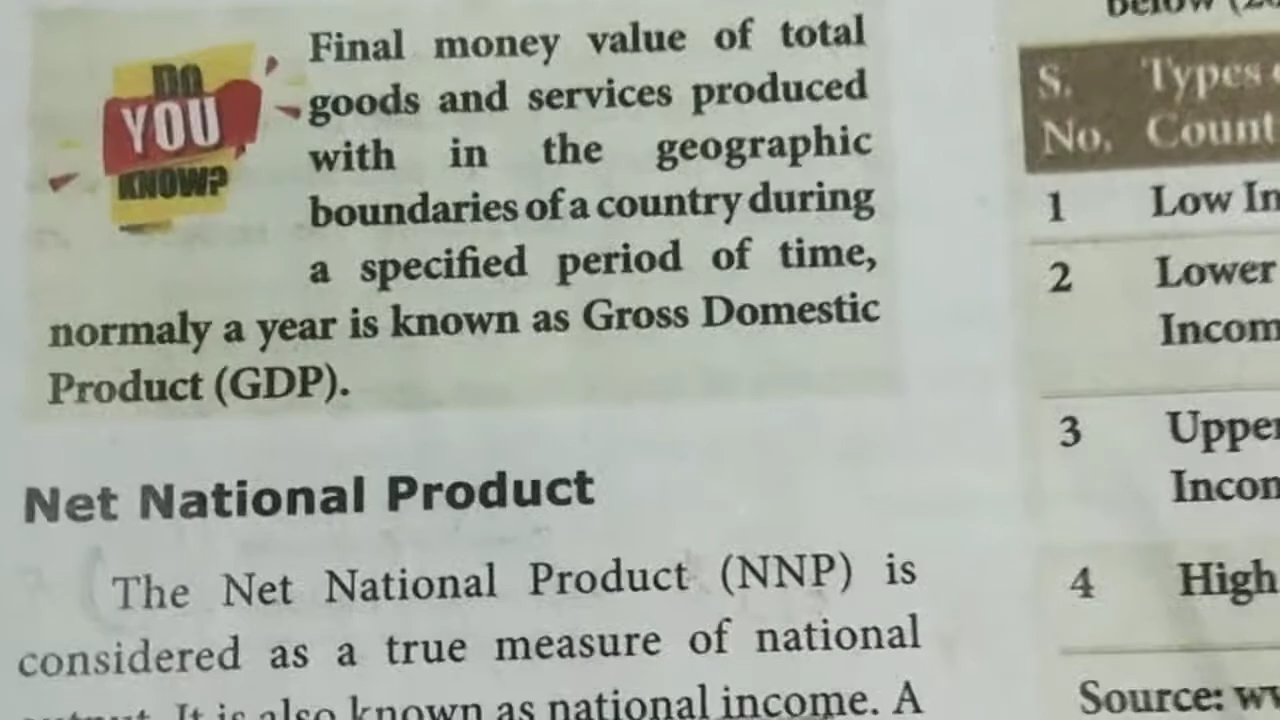 DO
YOU
KNOW?
Final money value of total
goods and services produced
with in the geographic
boundaries of a country during
a specified period of time,
normaly a year is known as Gross Domestic
Product (GDP).
Net National Product
The Net National Product (NNP) is
considered as a true measure of national
It is also known as national income. A
below
S. Types
No. Count
1 Low In
2 Lower
Incom
3 Upper
Incom
4 High
Source: